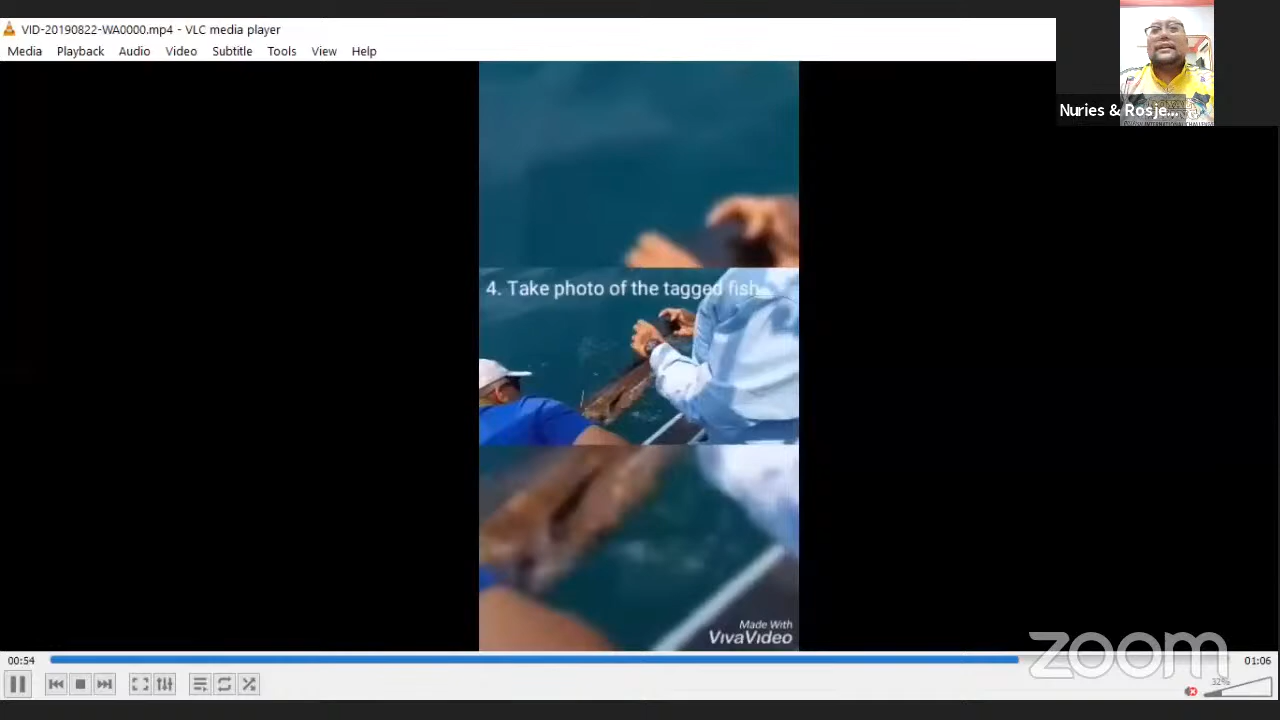 VID-20190822-WA0000.mp4 - VLC media player
Media Playback Audio Video Subtitle Tools View Help
Nuries & Rosje...
4. Take photo of the tagged fish
Made With
VivaVideo
00:54
01:06
32%
zoom